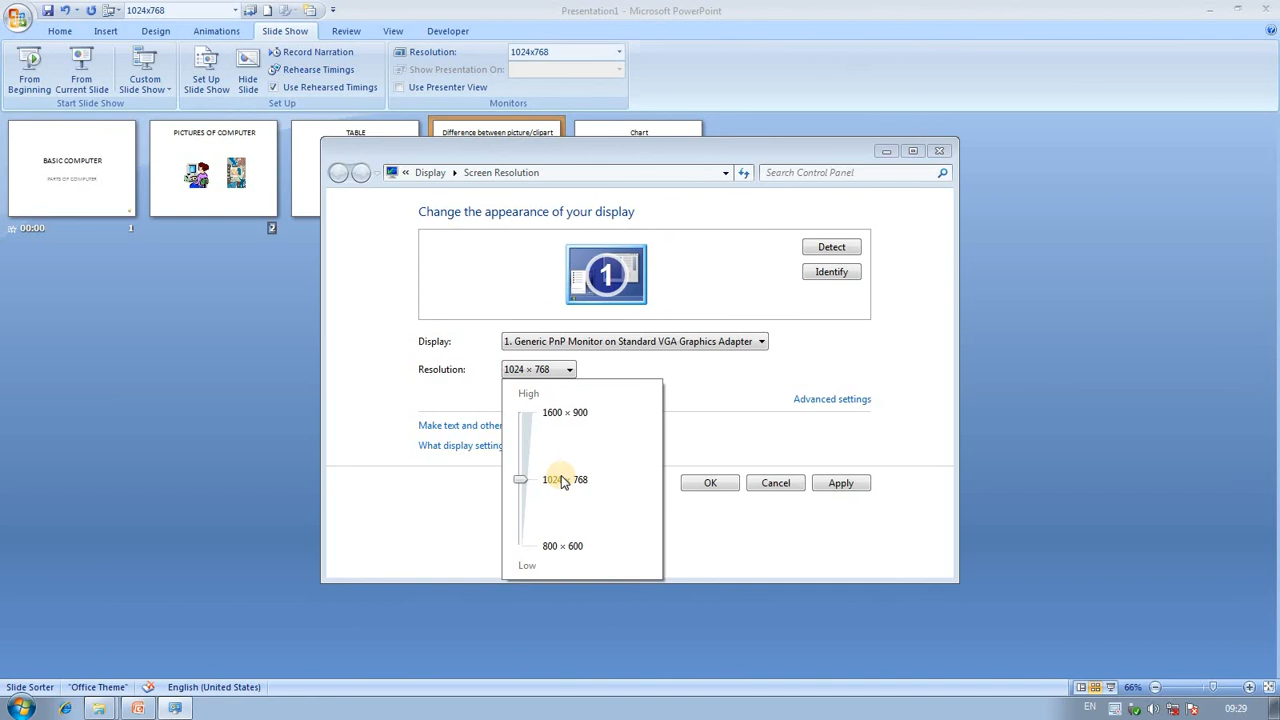 1024x768
Presentation1 - Microsoft PowerPoint
Home Insert Design Animations Slide Show Review View Developer
From Beginning
From Current Slide
Custom Slide Show
Start Slide Show
Set Up Slide Show
Hide Slide
Record Narration
Rehearse Timings
Use Rehearsed Timings
Set Up
Resolution: 1024x768
Show Presentation On:
Use Presenter View
Monitors
BASIC COMPUTER
PARTS OF COMPUTER
00:00 1
PICTURES OF COMPUTER
2
TABLE
Difference between picture/clipart
Chart
« Display Screen Resolution
Search Control Panel
Change the appearance of your display
1
Detect
Identify
Display: 1. Generic PnP Monitor on Standard VGA Graphics Adapter
Resolution: 1024 × 768
High
1600 × 900
1024 × 768
800 × 600
Low
Advanced settings
Make text and other
What display setting
OK Cancel Apply
Slide Sorter "Office Theme" English (United States) 66%
EN 09:29